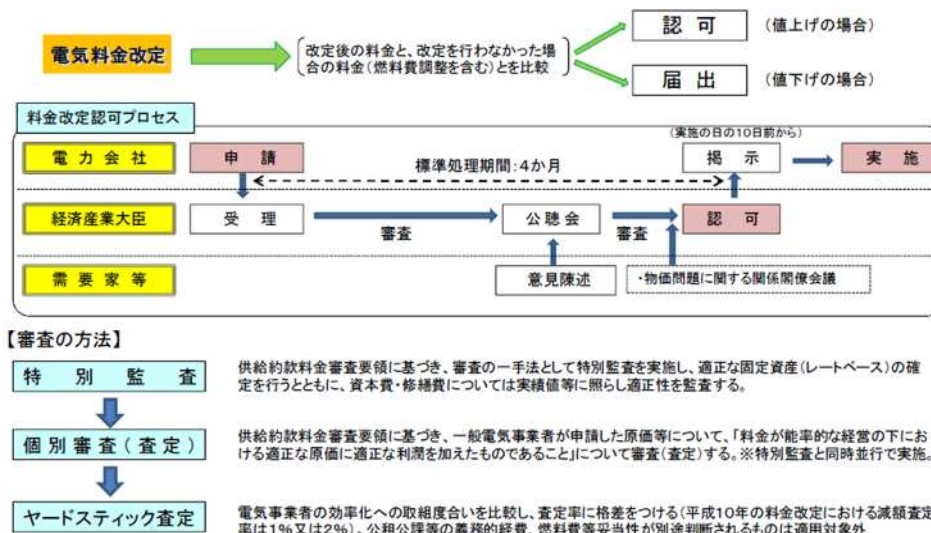 認 可 (値上げの場合)
電気料金改定
改定後の料金と、改定を行わなかった場
合の料金(燃料費調整を含む)とを比較
届 出 (値下げの場合)
料金改定認可プロセス
(実施の日の10日前から)
電 力 会 社
申 請
標準処理期間:4か月
掲 示
実 施
経済産業大臣
受 理
審査
公聴会
審査
認 可
需 要 家 等
意見陳述
・物価問題に関する関係閣僚会議
【審査の方法】
特 別 監 査
供給約款料金審査要領に基づき、審査の一手法として特別監査を実施し、適正な固定資産(レートベース)の確
定を行うとともに、資本費・修繕費については実績値等に照らし適正性を監査する。
個 別 審 査 ( 査 定 )
供給約款料金審査要領に基づき、一般電気事業者が申請した原価等について、「料金が能率的な経営の下にお
ける適正な原価に適正な利潤を加えたものであること」について審査(査定)する。※特別監査と同時並行で実施。
ヤードスティック査定
電気事業者の効率化への取組度合いを比較し、査定率に格差をつける(平成10年の料金改定における減額査定
率は1%又は2%)。公租公課等の義務的経費、燃料費等妥当性が別途判断されるものは適用対象外